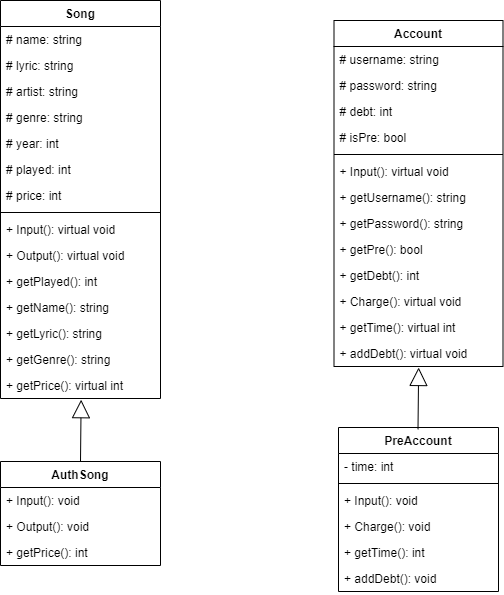 Song
# name: string
# lyric: string
# artist: string
# genre: string
# year: int
# played: int
# price: int
+ Input(): virtual void
+ Output(): virtual void
+ getPlayed(): int
+ getName(): string
+ getLyric(): string
+ getGenre(): string
+ getPrice(): virtual int
AuthSong
+ Input(): void
+ Output(): void
+ getPrice(): int
Account
# username: string
# password: string
# debt: int
# isPre: bool
+ Input(): virtual void
+ getUsername(): string
+ getPassword(): string
+ getPre(): bool
+ getDebt(): int
+ Charge(): virtual void
+ getTime(): virtual int
+ addDebt(): virtual void
PreAccount
- time: int
+ Input(): void
+ Charge(): void
+ getTime(): int
+ addDebt(): void